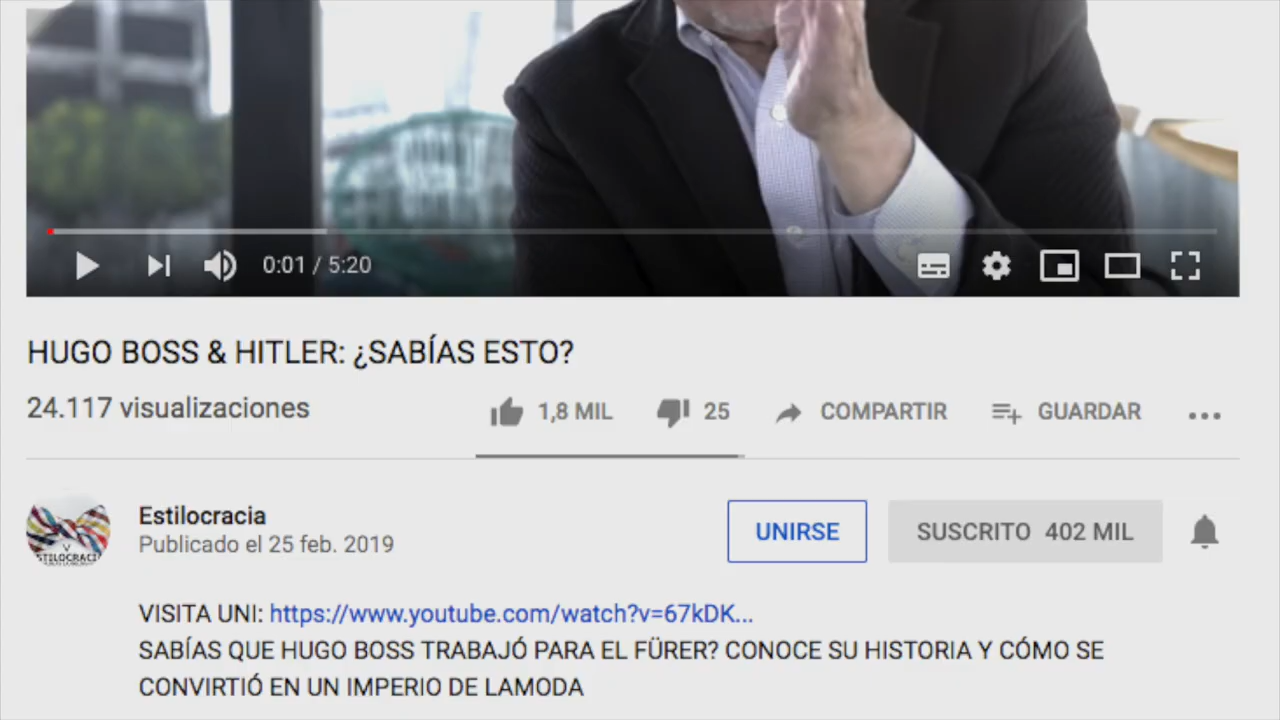 0:01 / 5:20
HUGO BOSS & HITLER: ¿SABÍAS ESTO?
24.117 visualizaciones
1,8 MIL
25
COMPARTIR
GUARDAR
Estilocracia
Publicado el 25 feb. 2019
UNIRSE
SUSCRITO 402 MIL
VISITA UNI: https://www.youtube.com/watch?v=67kDK...
SABÍAS QUE HUGO BOSS TRABAJÓ PARA EL FÜRER? CONOCE SU HISTORIA Y CÓMO SE
CONVIRTIÓ EN UN IMPERIO DE LAMODA